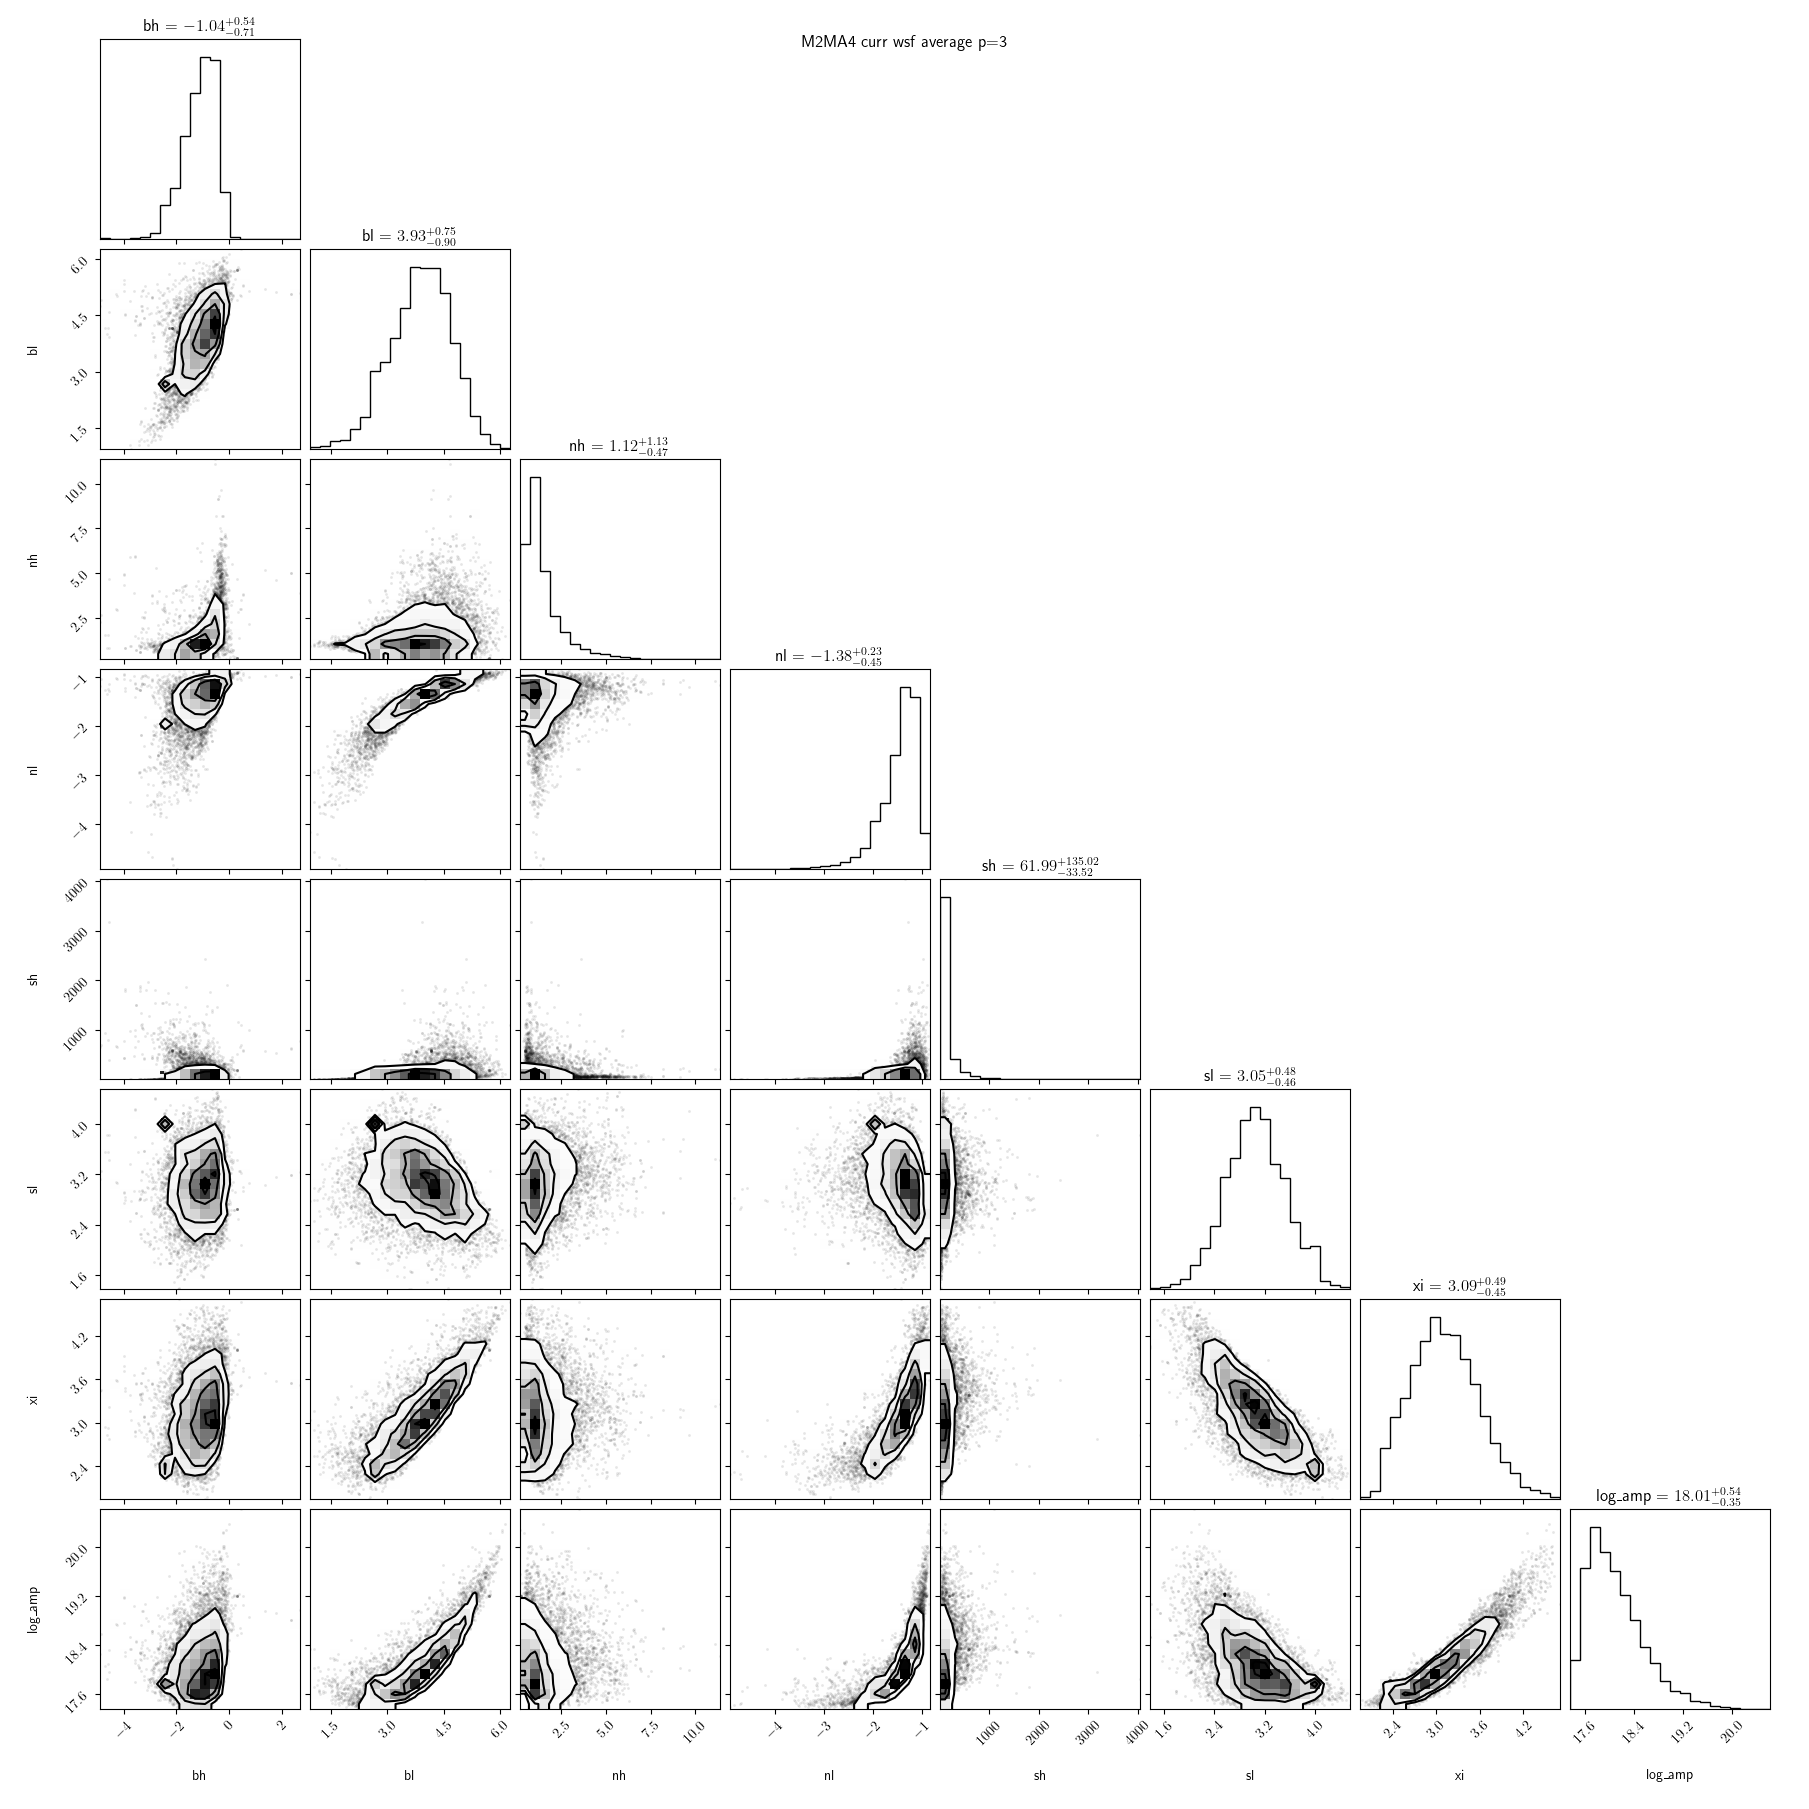 M2MA4 curr wsf average p=3
bh = −1.04 +0.54 −0.71
bl = 3.93 +0.75 −0.90
nh = 1.12 +1.13 −0.47
nl = −1.38 +0.23 −0.45
sh = 61.99 +135.02 −33.52
sl = 3.05 +0.48 −0.46
xi = 3.09 +0.49 −0.45
log_amp = 18.01 +0.54 −0.35
bl
6.0
4.5
3.0
1.5
nh
10.0
7.5
5.0
2.5
nl
−1
−2
−3
−4
sh
4000
3000
2000
1000
sl
4.0
3.2
2.4
1.6
xi
4.2
3.6
3.0
2.4
log_amp
20.0
19.2
18.4
17.6
−4 −2 0 2
1.5 3.0 4.5 6.0
2.5 5.0 7.5 10.0
−4 −3 −2 −1
1000 2000 3000 4000
1.6 2.4 3.2 4.0
2.4 3.0 3.6 4.2
17.6 18.4 19.2 20.0
bh bl nh nl sh sl xi log_amp